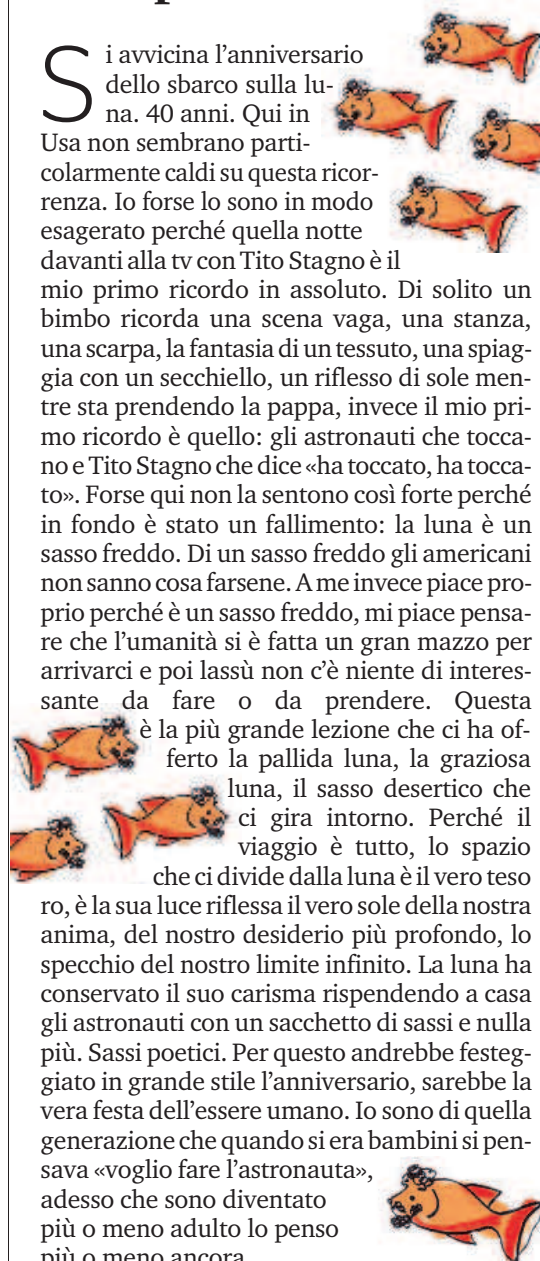 Si avvicina l’anniversario
dello sbarco sulla lu-
na. 40 anni. Qui in
Usa non sembrano parti-
colarmente caldi su questa ricor-
renza. Io forse lo sono in modo
esagerato perché quella notte
davanti alla tv con Tito Stagno è il
mio primo ricordo in assoluto. Di solito un
bimbo ricorda una scena vaga, una stanza,
una scarpa, la fantasia di un tessuto, una spiag-
gia con un secchiello, un riflesso di sole men-
tre sta prendendo la pappa, invece il mio pri-
mo ricordo è quello: gli astronauti che tocca-
no e Tito Stagno che dice «ha toccato, ha tocca-
to». Forse qui non la sentono così forte perché
in fondo è stato un fallimento: la luna è un
sasso freddo. Di un sasso freddo gli americani
non sanno cosa farsene. A me invece piace pro-
prio perché è un sasso freddo, mi piace pensa-
re che l’umanità si è fatta un gran mazzo per
arrivarci e poi lassù non c’è niente di interes-
sante da fare o da prendere. Questa
è la più grande lezione che ci ha of-
ferto la pallida luna, la graziosa
luna, il sasso desertico che
ci gira intorno. Perché il
viaggio è tutto, lo spazio
che ci divide dalla luna è il vero teso
ro, è la sua luce riflessa il vero sole della nostra
anima, del nostro desiderio più profondo, lo
specchio del nostro limite infinito. La luna ha
conservato il suo carisma rispendendo a casa
gli astronauti con un sacchetto di sassi e nulla
più. Sassi poetici. Per questo andrebbe festeg-
giato in grande stile l’anniversario, sarebbe la
vera festa dell’essere umano. Io sono di quella
generazione che quando si era bambini si pen-
sava «voglio fare l’astronauta»,
adesso che sono diventato
più o meno adulto lo penso
più o meno ancora